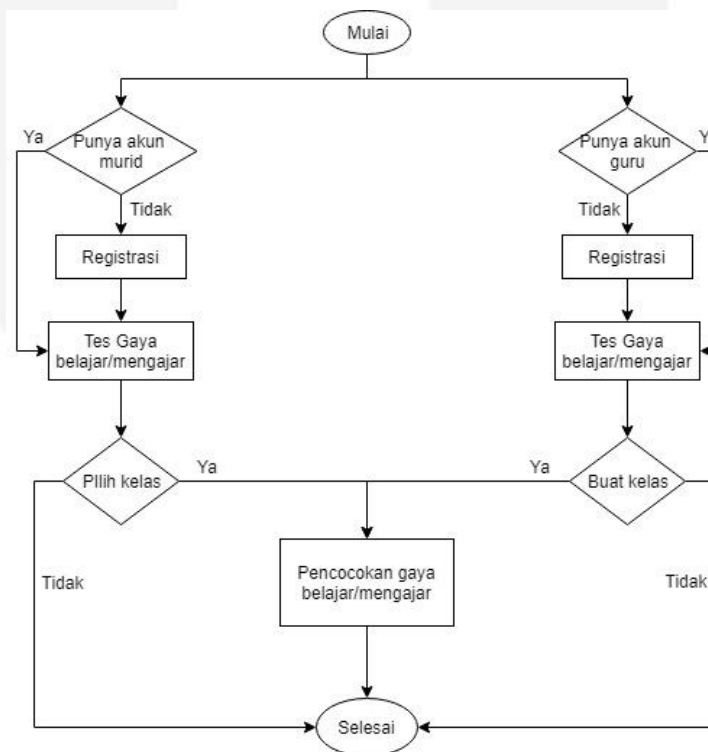 Mulai
Ya
Punya akun
murid
Tidak
Registrasi
Tes Gaya
belajar/mengajar
PIlih kelas
Ya
Tidak
Punya akun
guru
Tidak
Registrasi
Tes Gaya
belajar/mengajar
Buat kelas
Ya
Tidak
Pencocokan gaya
belajar/mengajar
Selesai